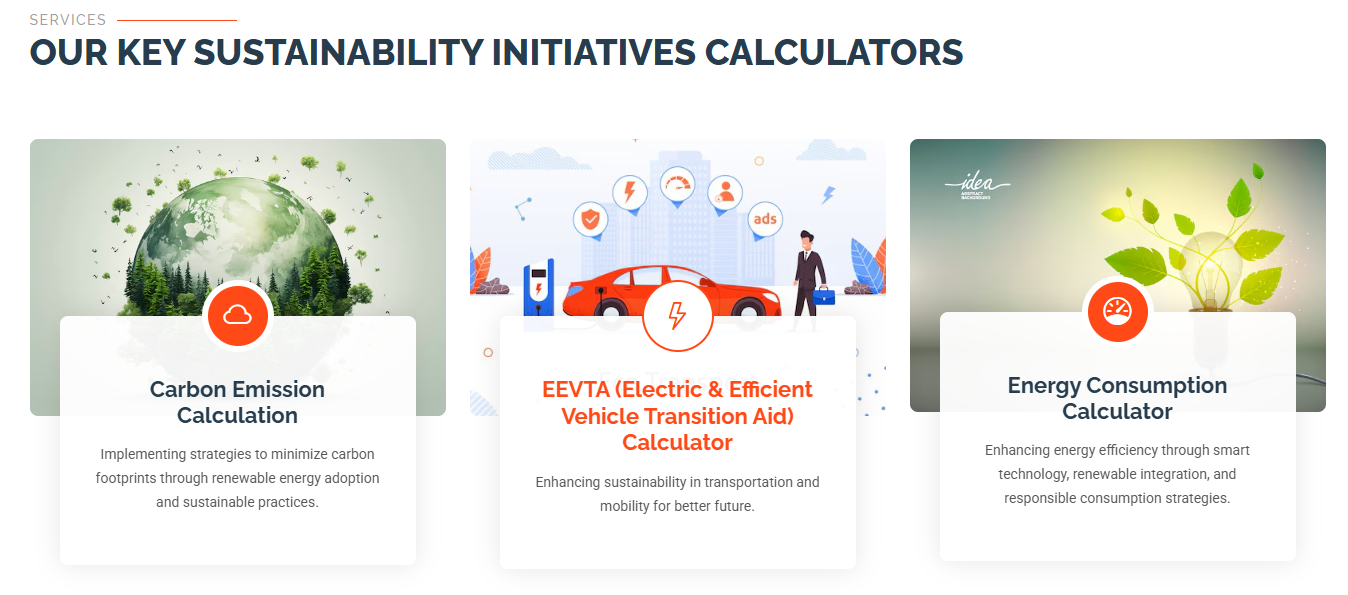 SERVICES
OUR KEY SUSTAINABILITY INITIATIVES CALCULATORS
idea
ABSTRACT
BACKGROUND
ads
Carbon Emission
Calculation
Implementing strategies to minimize carbon
footprints through renewable energy adoption
and sustainable practices.
EEVTA (Electric & Efficient
Vehicle Transition Aid)
Calculator
Enhancing sustainability in transportation and
mobility for better future.
Energy Consumption
Calculator
Enhancing energy efficiency through smart
technology, renewable integration, and
responsible consumption strategies.